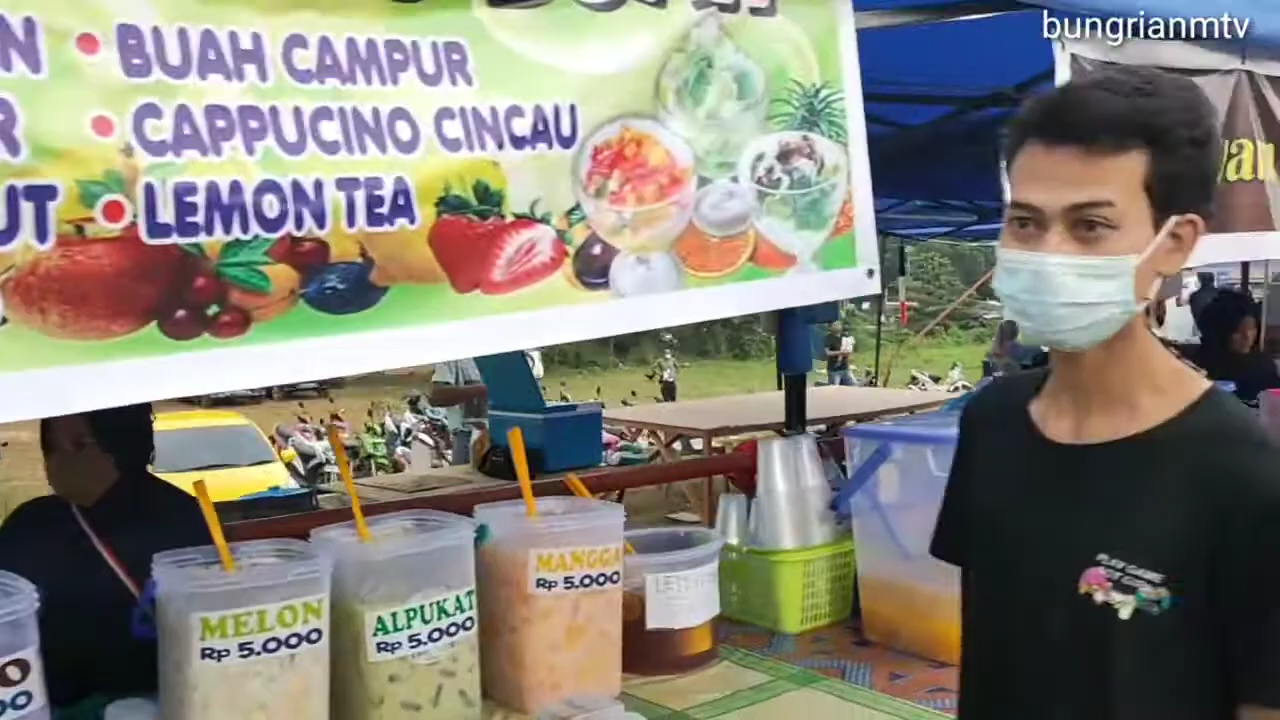 bungrianmtv
N • BUAH CAMPUR
R • CAPPUCINO CINCAU
UT • LEMON TEA
MELON
Rp 5.000
ALPUKAT
Rp 5.000
MANGGA
Rp 5.000